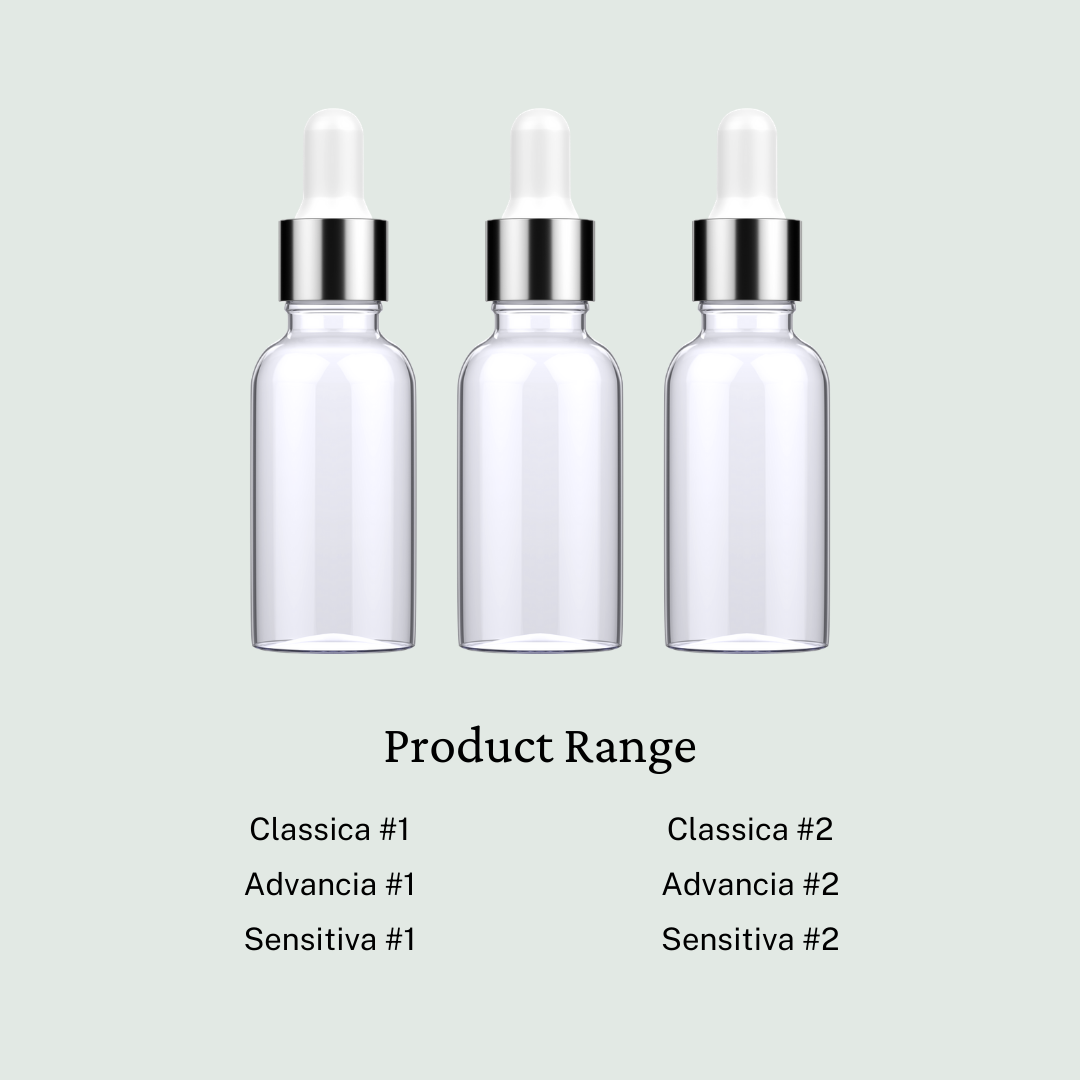 Product Range
Classica #1
Advancia #1
Sensitiva #1
Classica #2
Advancia #2
Sensitiva #2